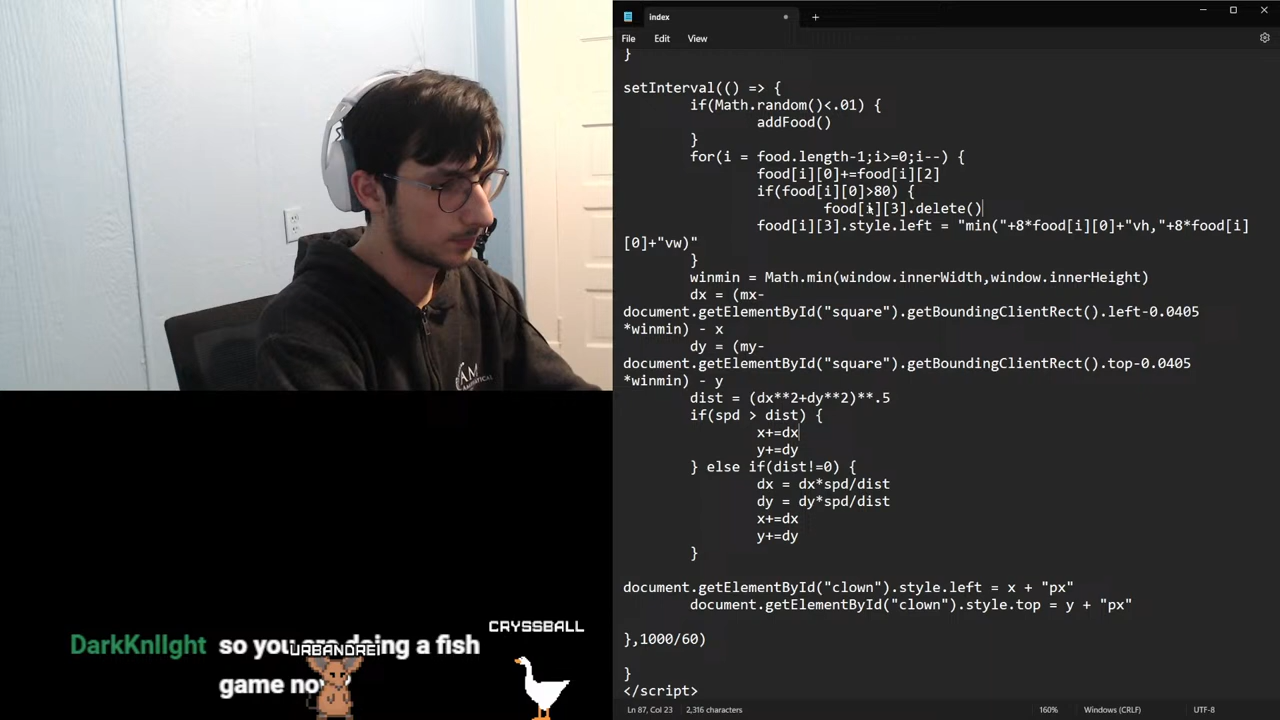 index
File Edit View
}
setInterval(() => {
if(Math.random()<.01) {
addFood()
}
for(i = food.length-1;i>=0;i--) {
food[i][0]+=food[i][2]
if(food[i][0]>80) {
food[i][3].delete()
food[i][3].style.left = "min("+8*food[i][0]+"vh,"+8*food[i]
[0]+"vw)"
}
winmin = Math.min(window.innerWidth,window.innerHeight)
dx = (mx-
document.getElementById("square").getBoundingClientRect().left-0.0405
*winmin) - x
dy = (my-
document.getElementById("square").getBoundingClientRect().top-0.0405
*winmin) - y
dist = (dx**2+dy**2)**.5
if(spd > dist) {
x+=dx
y+=dy
} else if(dist!=0) {
dx = dx*spd/dist
dy = dy*spd/dist
x+=dx
y+=dy
}
document.getElementById("clown").style.left = x + "px"
document.getElementById("clown").style.top = y + "px"
},1000/60)
}
</script>
Ln 87, Col 23 2,316 characters 160% Windows (CRLF) UTF-8
CRYSSBALL
URBANDREI
DarkKnIIght so you are doing a fish
game now?